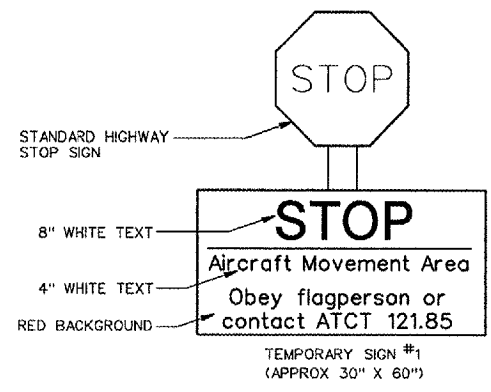 STOP
STANDARD HIGHWAY
STOP SIGN
STOP
8" WHITE TEXT
Aircraft Movement Area
4" WHITE TEXT
Obey flagperson or
contact ATCT 121.85
RED BACKGROUND
TEMPORARY SIGN #1
(APPROX 30" X 60")